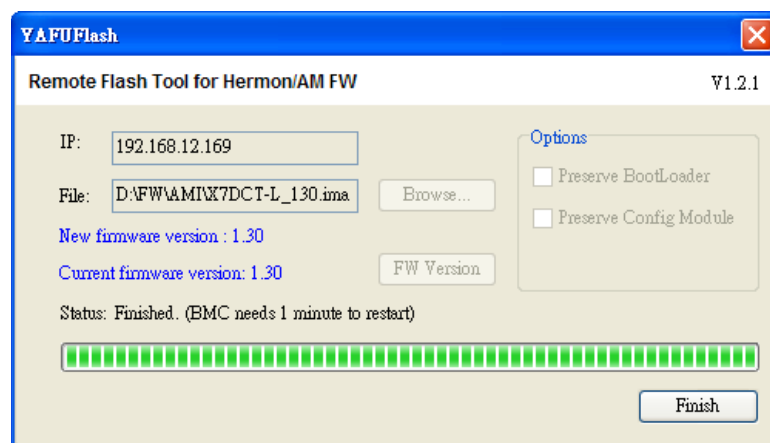 YAFUFlash
Remote Flash Tool for Hermon/AM FW V1.2.1
IP: 192.168.12.169
File: D:\FW\AMI\X7DCT-L_130.ima Browse...
New firmware version : 1.30
Current firmware version: 1.30 FW Version
Options
Preserve BootLoader
Preserve Config Module
Status: Finished. (BMC needs 1 minute to restart)
Finish